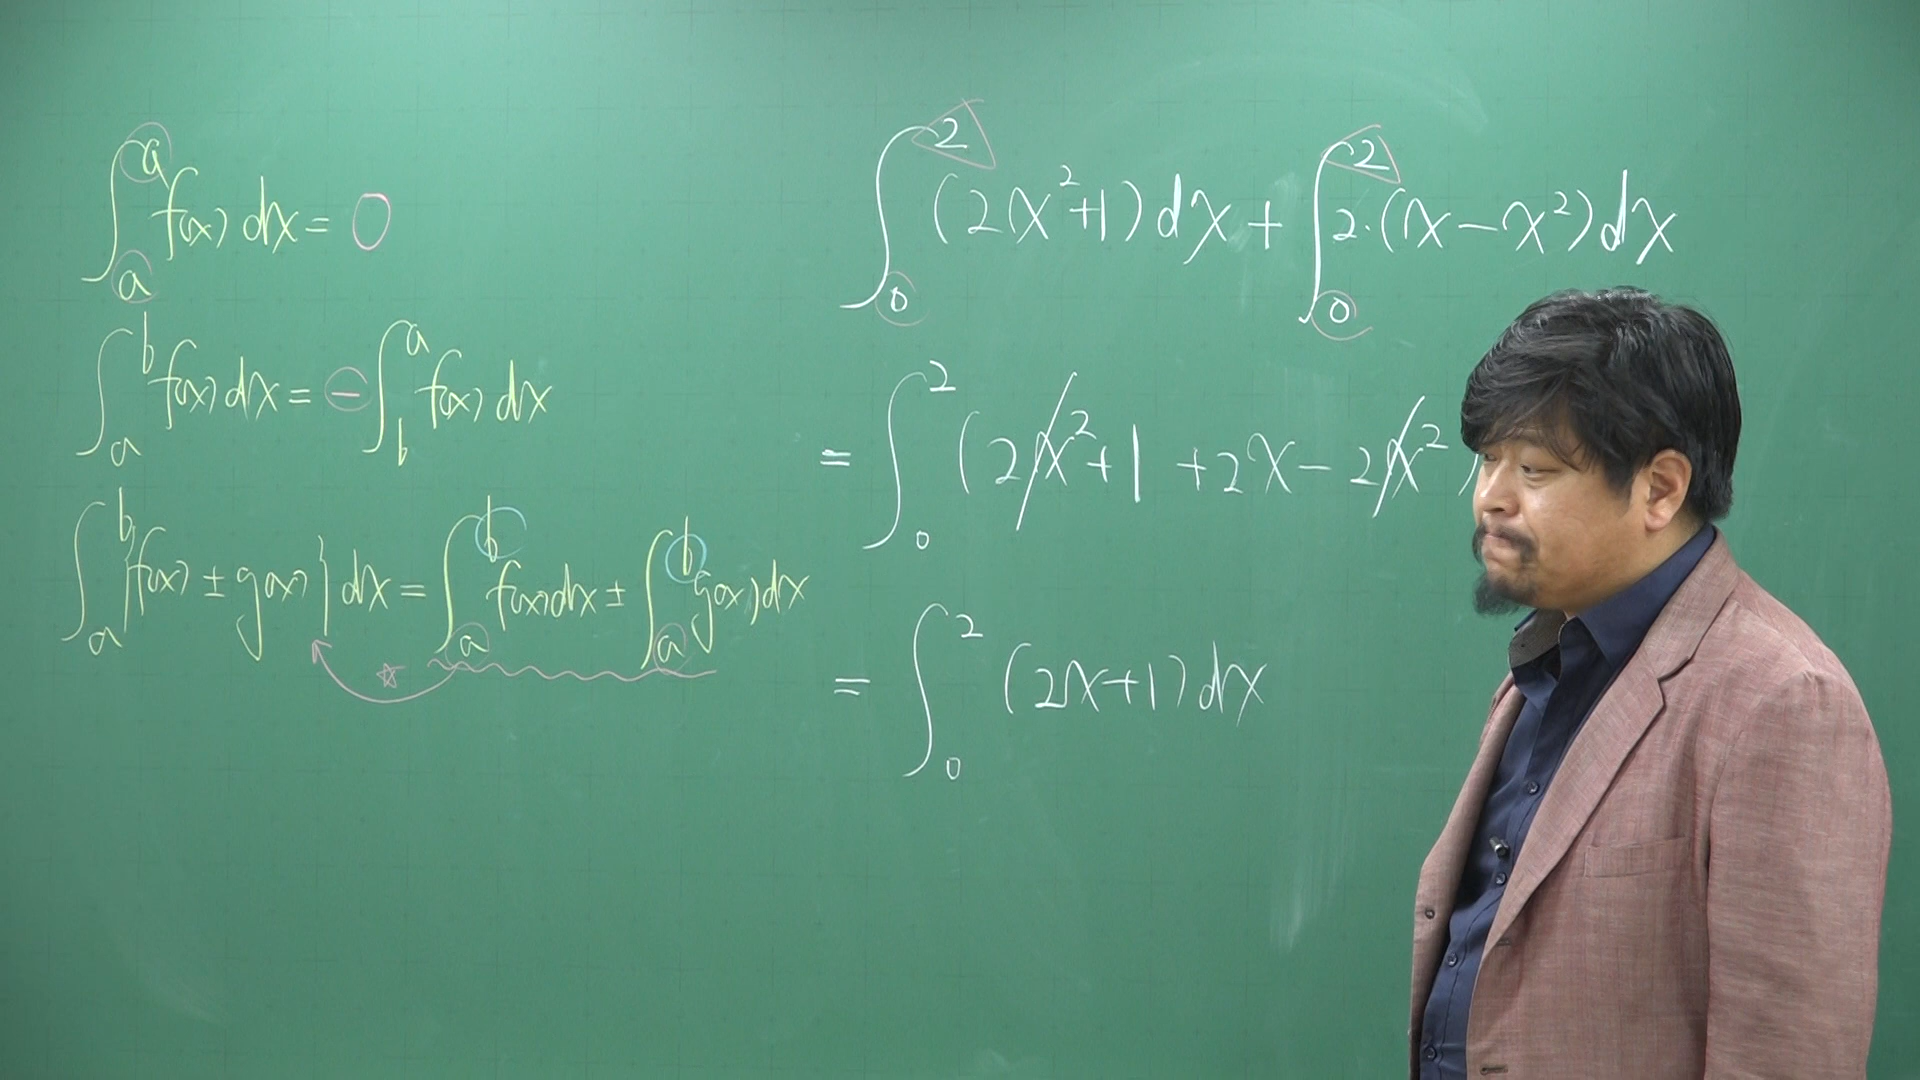 ∫_a^a f(x) dx = 0
∫_a^b f(x) dx = ⊖ ∫_b^a f(x) dx
∫_a^b {f(x) ± g(x)} dx = ∫_a^b f(x) dx ± ∫_a^b g(x) dx
☆
∫_0^2 (2x²+1) dx + ∫_0^2 2·(x−x²) dx
= ∫_0^2 (2x²+1 +2x−2x²)
= ∫_0^2 (2x+1) dx